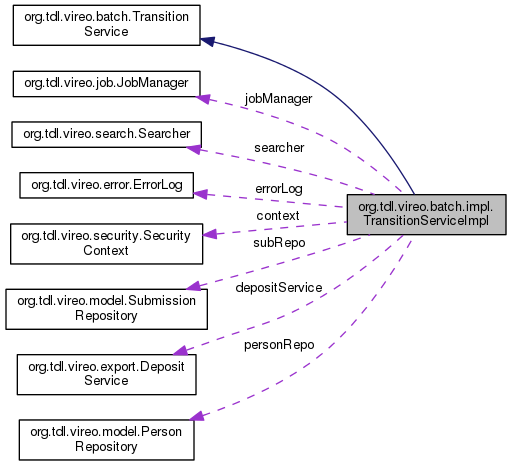 org.tdl.vireo.batch.Transition
Service
org.tdl.vireo.job.JobManager
jobManager
org.tdl.vireo.search.Searcher
searcher
org.tdl.vireo.error.ErrorLog
errorLog
org.tdl.vireo.batch.impl.
TransitionServiceImpl
context
org.tdl.vireo.security.Security
Context
subRepo
org.tdl.vireo.model.Submission
Repository
depositService
org.tdl.vireo.export.Deposit
Service
personRepo
org.tdl.vireo.model.Person
Repository